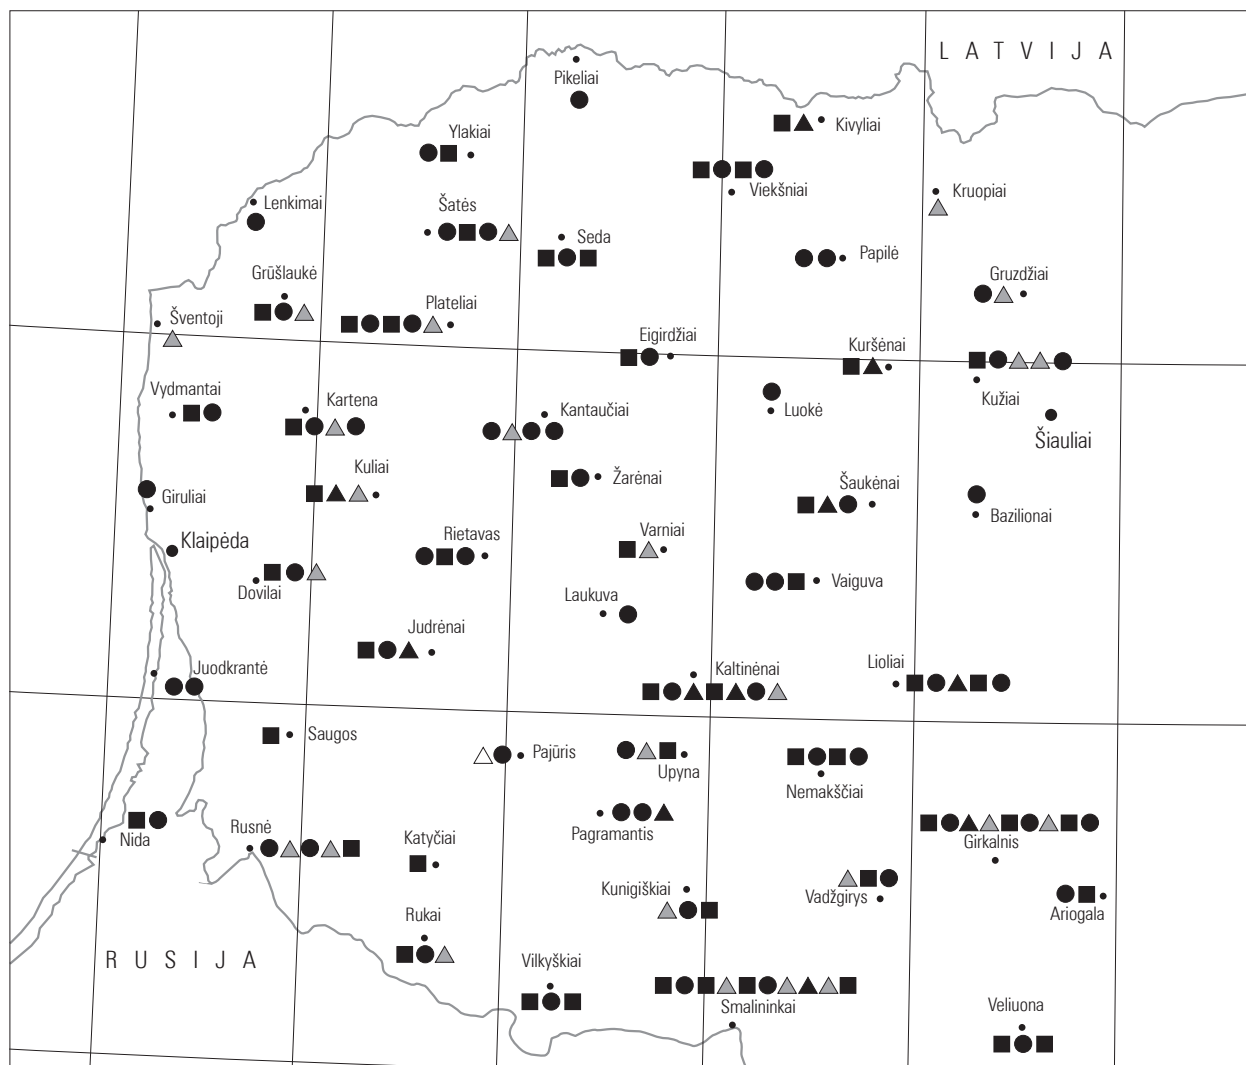 LATVIJA
Pikeliai
Kivyliai
Ylakiai
Viekšniai
Kruopiai
Lenkimai
Šatės
Seda
Papilė
Grūšlaukė
Gruzdžiai
Plateliai
Šventoji
Eigirdžiai
Kuršėnai
Vydmantai
Kartena
Kantaučiai
Luokė
Kužiai
Šiauliai
Kuliai
Žarėnai
Šaukėnai
Giruliai
Bazilionai
Klaipėda
Rietavas
Varniai
Dovilai
Vaiguva
Laukuva
Judrėnai
Juodkrantė
Kaltinėnai
Lioliai
Saugos
Pajūris
Upyna
Nemakščiai
Nida
Rusnė
Katyčiai
Pagramantis
Girkalnis
Kunigiškiai
Vadžgirys
Ariogala
Rukai
RUSIJA
Vilkyškiai
Smalininkai
Veliuona